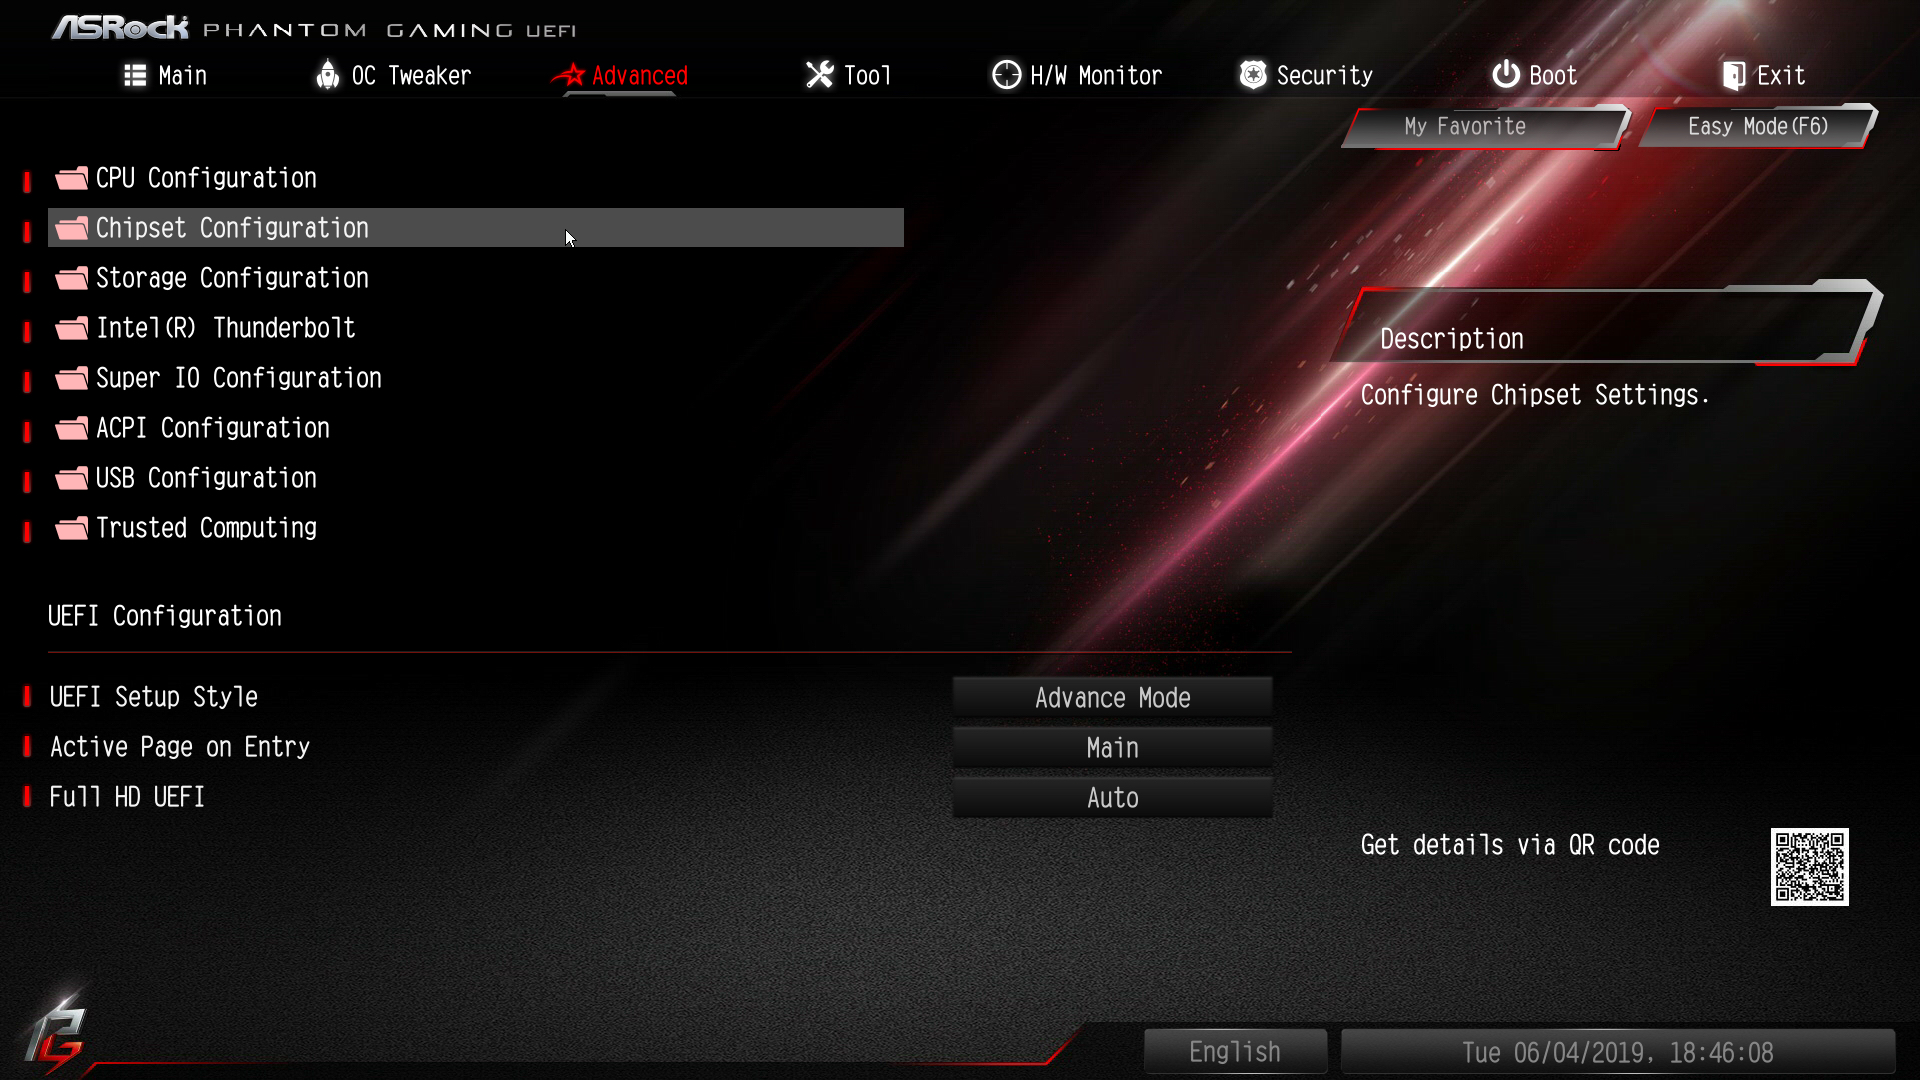 ASRock PHANTOM GAMING UEFI
Main OC Tweaker Advanced Tool H/W Monitor Security Boot Exit
My Favorite Easy Mode(F6)
CPU Configuration
Chipset Configuration
Storage Configuration
Intel(R) Thunderbolt
Super IO Configuration
ACPI Configuration
USB Configuration
Trusted Computing
Description
Configure Chipset Settings.
UEFI Configuration
UEFI Setup Style Advance Mode
Active Page on Entry Main
Full HD UEFI Auto
Get details via QR code
English Tue 06/04/2019, 18:46:08